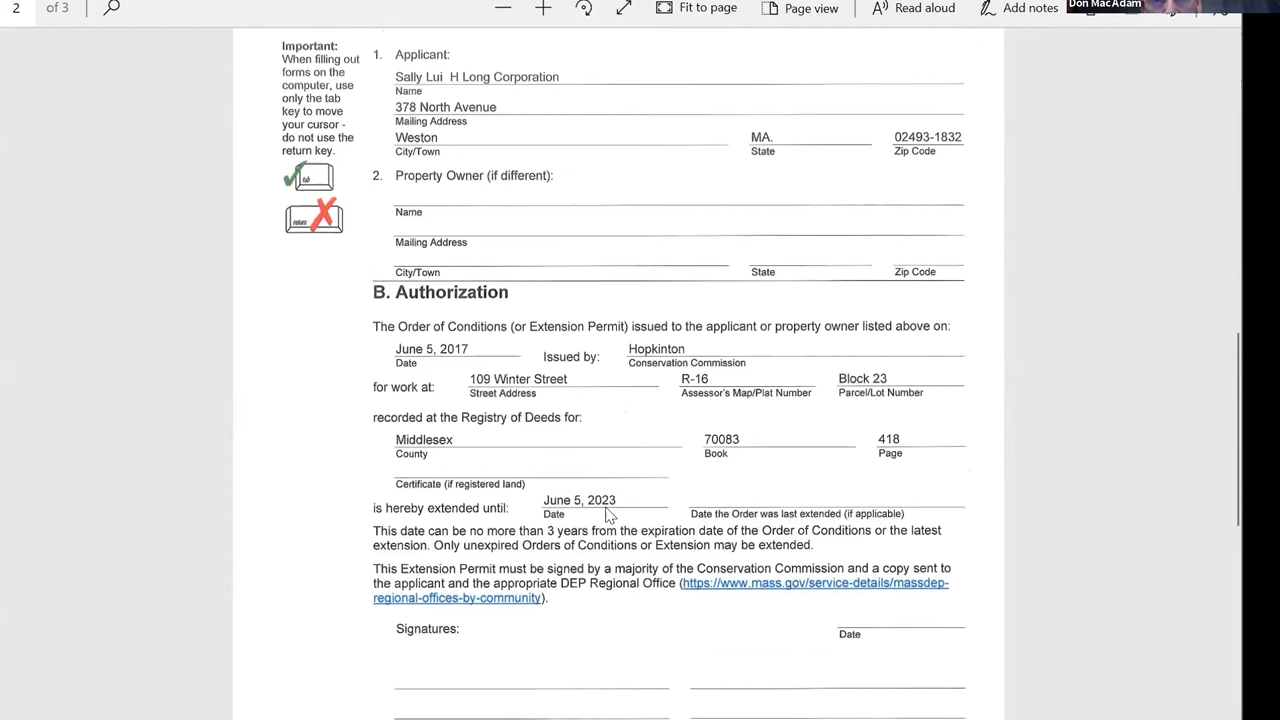 2 of 3 Fit to page Page view Read aloud Add notes
Don MacAdam
Important:
When filling out
forms on the
computer, use
only the tab
key to move
your cursor -
do not use the
return key.
tab
return
1. Applicant:
Sally Lui H Long Corporation
Name
378 North Avenue
Mailing Address
Weston MA. 02493-1832
City/Town State Zip Code
2. Property Owner (if different):
Name
Mailing Address
City/Town State Zip Code
B. Authorization
The Order of Conditions (or Extension Permit) issued to the applicant or property owner listed above on:
June 5, 2017 Issued by: Hopkinton
Date Conservation Commission
for work at: 109 Winter Street R-16 Block 23
Street Address Assessor's Map/Plat Number Parcel/Lot Number
recorded at the Registry of Deeds for:
Middlesex 70083 418
County Book Page
Certificate (if registered land)
is hereby extended until: June 5, 2023
Date Date the Order was last extended (if applicable)
This date can be no more than 3 years from the expiration date of the Order of Conditions or the latest
extension. Only unexpired Orders of Conditions or Extension may be extended.
This Extension Permit must be signed by a majority of the Conservation Commission and a copy sent to
the applicant and the appropriate DEP Regional Office (https://www.mass.gov/service-details/massdep-
regional-offices-by-community).
Signatures:
Date